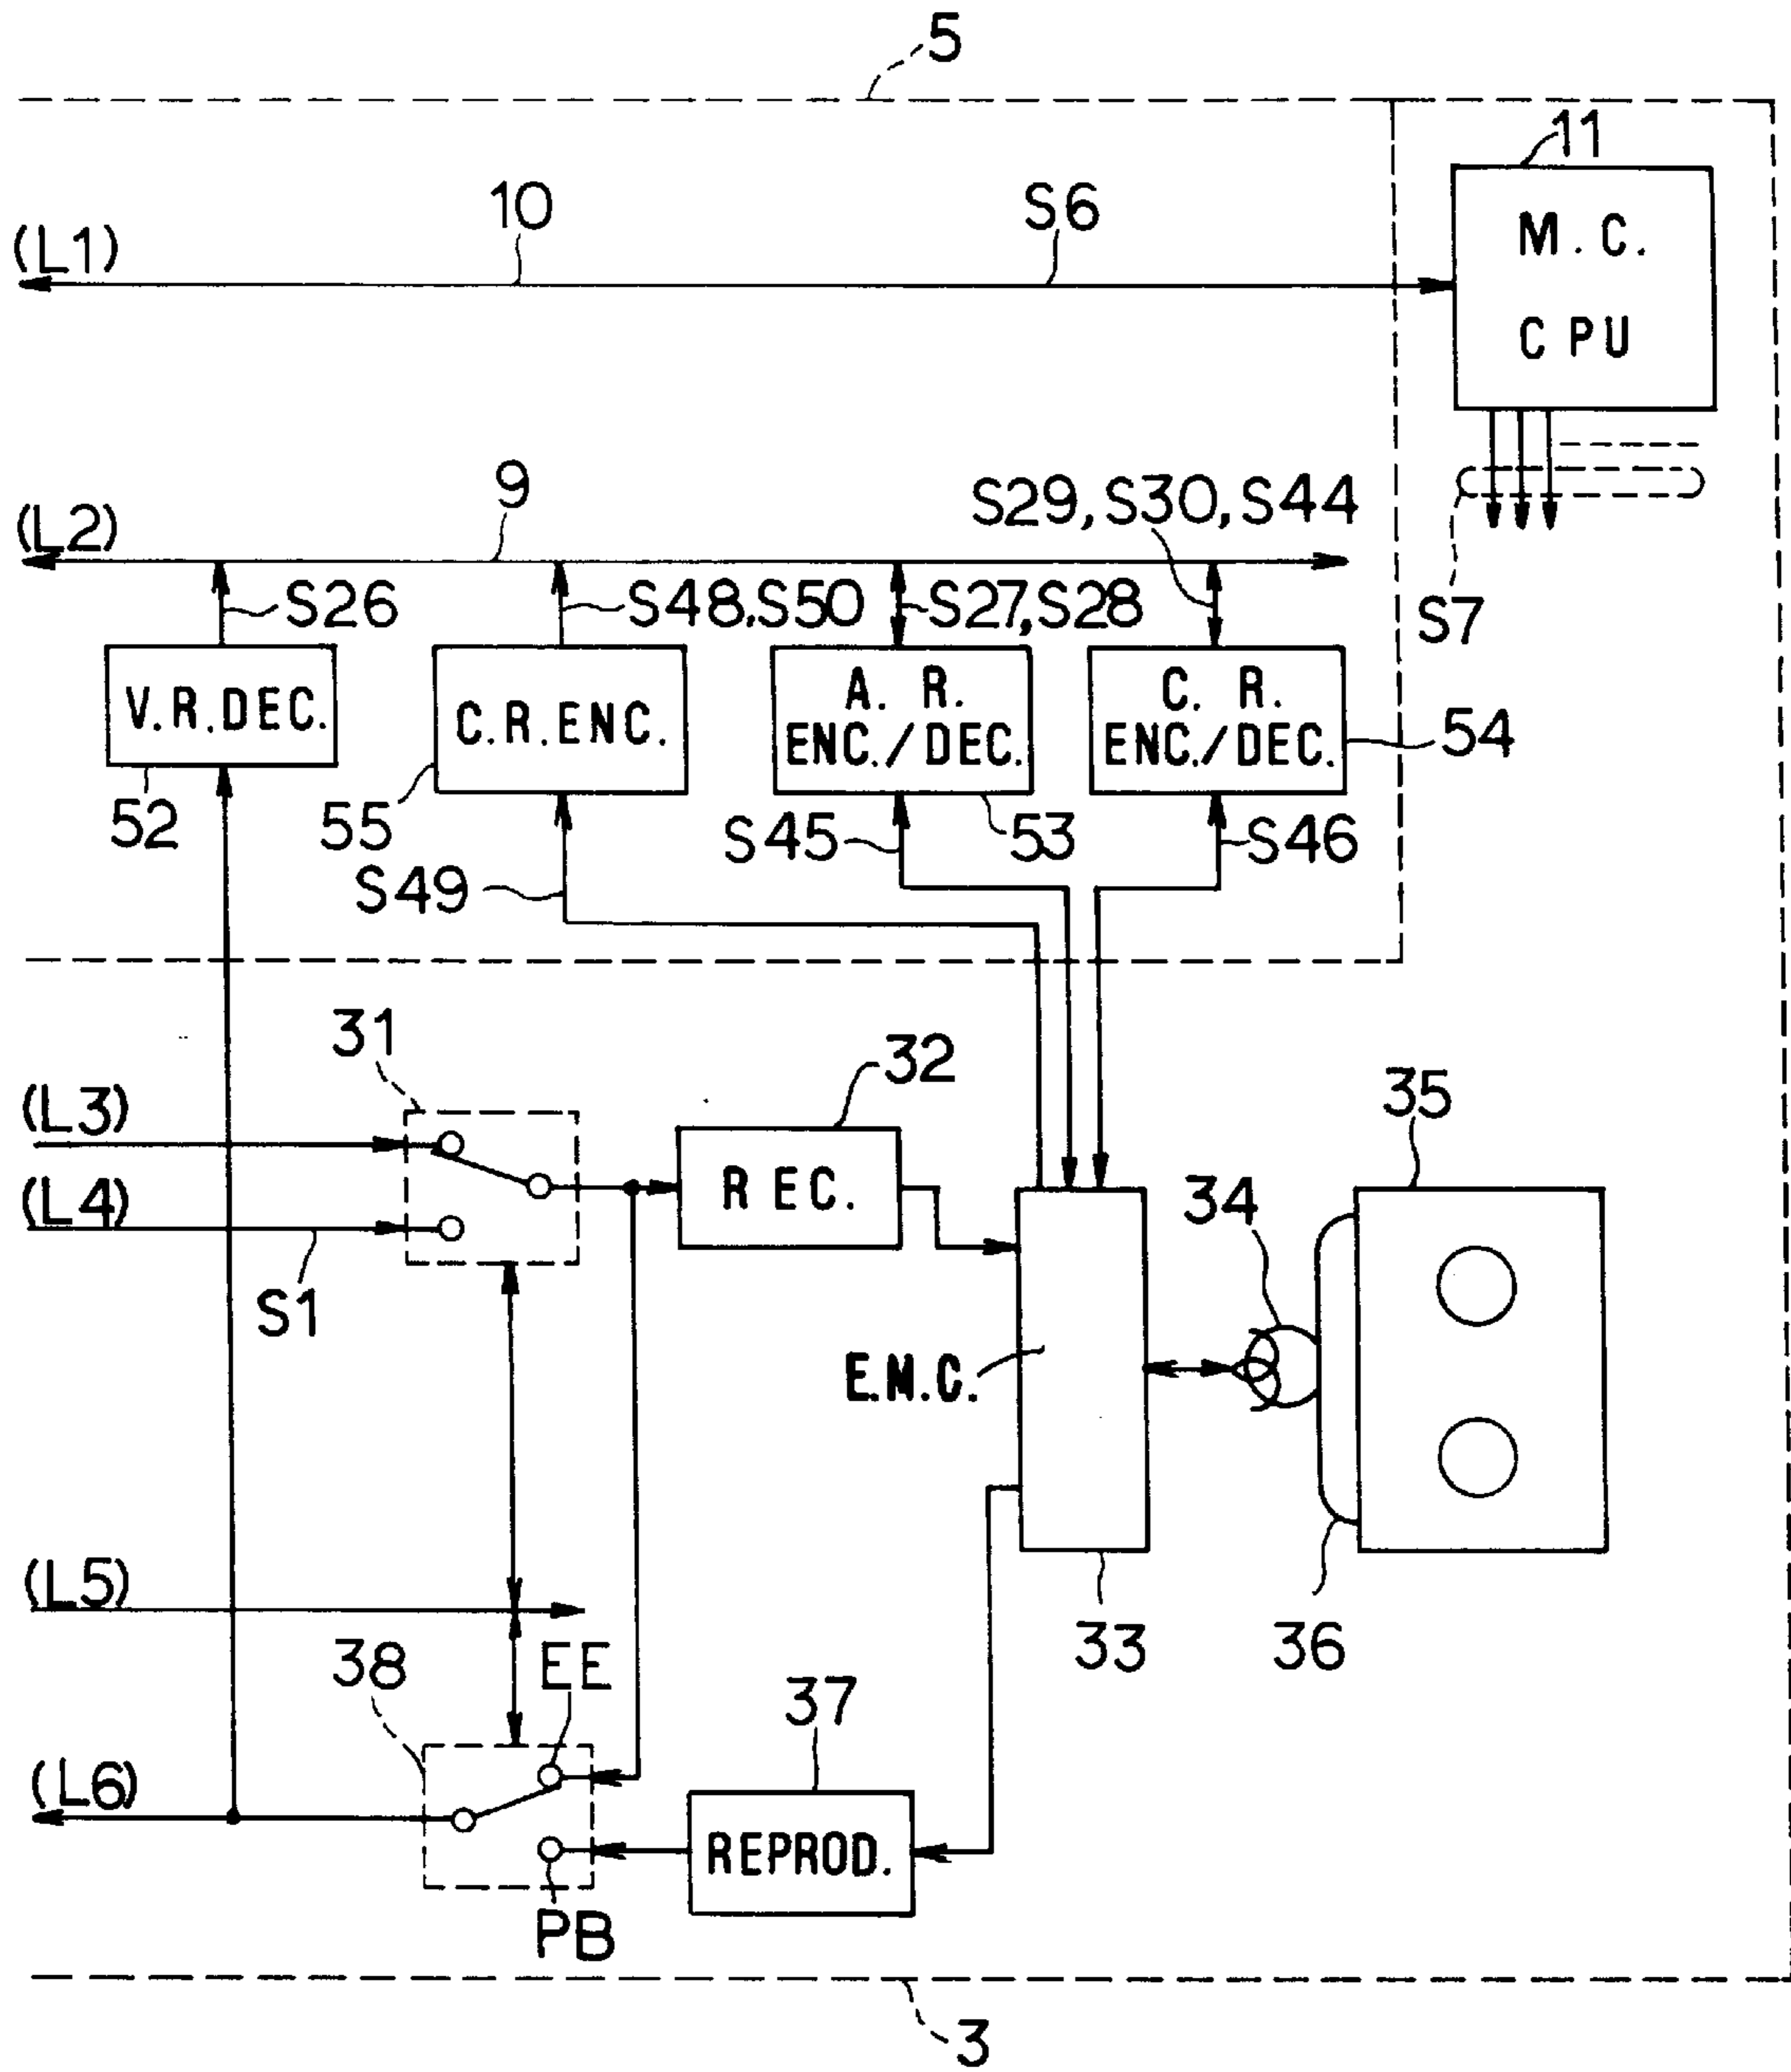 5
11
10
S6
(L1)
M.C.
CPU
9
S29, S30, S44
(L2)
S26
S48, S50
S27, S28
S7
V.R.DEC.
C.R.ENC.
A. R.
ENC./DEC.
C. R.
ENC./DEC.
54
52
55
S45
53
S46
S49
31
32
35
(L3)
REC.
(L4)
34
S1
E.M.C.
(L5)
38
EE
33
36
37
(L6)
REPROD.
PB
3